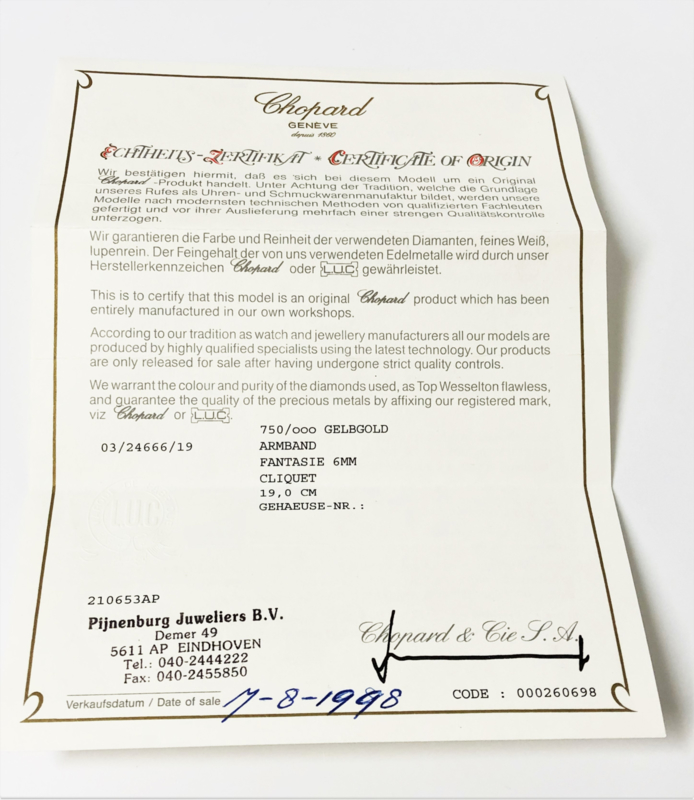 Chopard
GENÈVE
depuis 1860
ECHTHEITS-ZERTIFIKAT * CERTIFICATE OF ORIGIN
Wir bestätigen hiermit, daß es sich bei diesem Modell um ein Original
Chopard -Produkt handelt. Unter Achtung der Tradition, welche die Grundlage
unseres Rufes als Uhren- und Schmuckwarenmanufaktur bildet, werden unsere
Modelle nach modernsten technischen Methoden von qualifizierten Fachleuten
gefertigt und vor ihrer Auslieferung mehrfach einer strengen Qualitätskontrolle
unterzogen.
Wir garantieren die Farbe und Reinheit der verwendeten Diamanten, feines Weiß,
lupenrein. Der Feingehalt der von uns verwendeten Edelmetalle wird durch unser
Herstellerkennzeichen Chopard oder L.U.C gewährleistet.
This is to certify that this model is an original Chopard product which has been
entirely manufactured in our own workshops.
According to our tradition as watch and jewellery manufacturers all our models are
produced by highly qualified specialists using the latest technology. Our products
are only released for sale after having undergone strict quality controls.
We warrant the colour and purity of the diamonds used, as Top Wesselton flawless,
and guarantee the quality of the precious metals by affixing our registered mark,
viz Chopard or L.U.C.
750/ooo GELBGOLD
03/24666/19 ARMBAND
FANTASIE 6MM
CLIQUET
19,0 CM
GEHAEUSE-NR.:
LUC
210653AP
Pijnenburg Juweliers B.V.
Demer 49
5611 AP EINDHOVEN
Tel.: 040-2444222
Fax: 040-2455850
Chopard & Cie S.A.
Verkaufsdatum / Date of sale 7-8-1998
CODE : 000260698